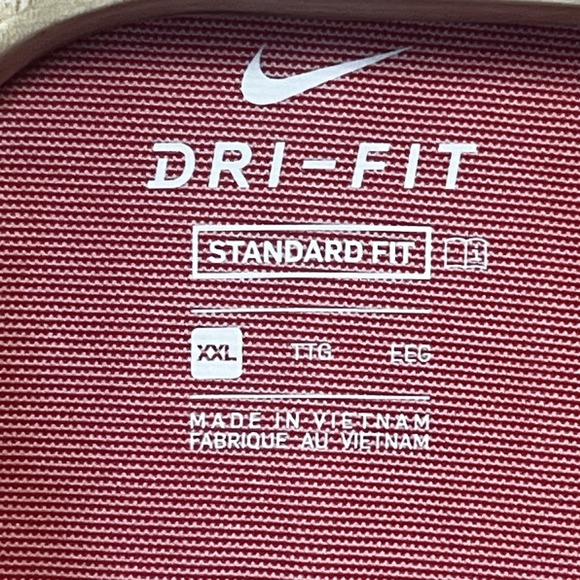 DRI-FIT
STANDARD FIT
XXL TTG EEG
MADE IN VIETNAM
FABRIQUE AU VIETNAM